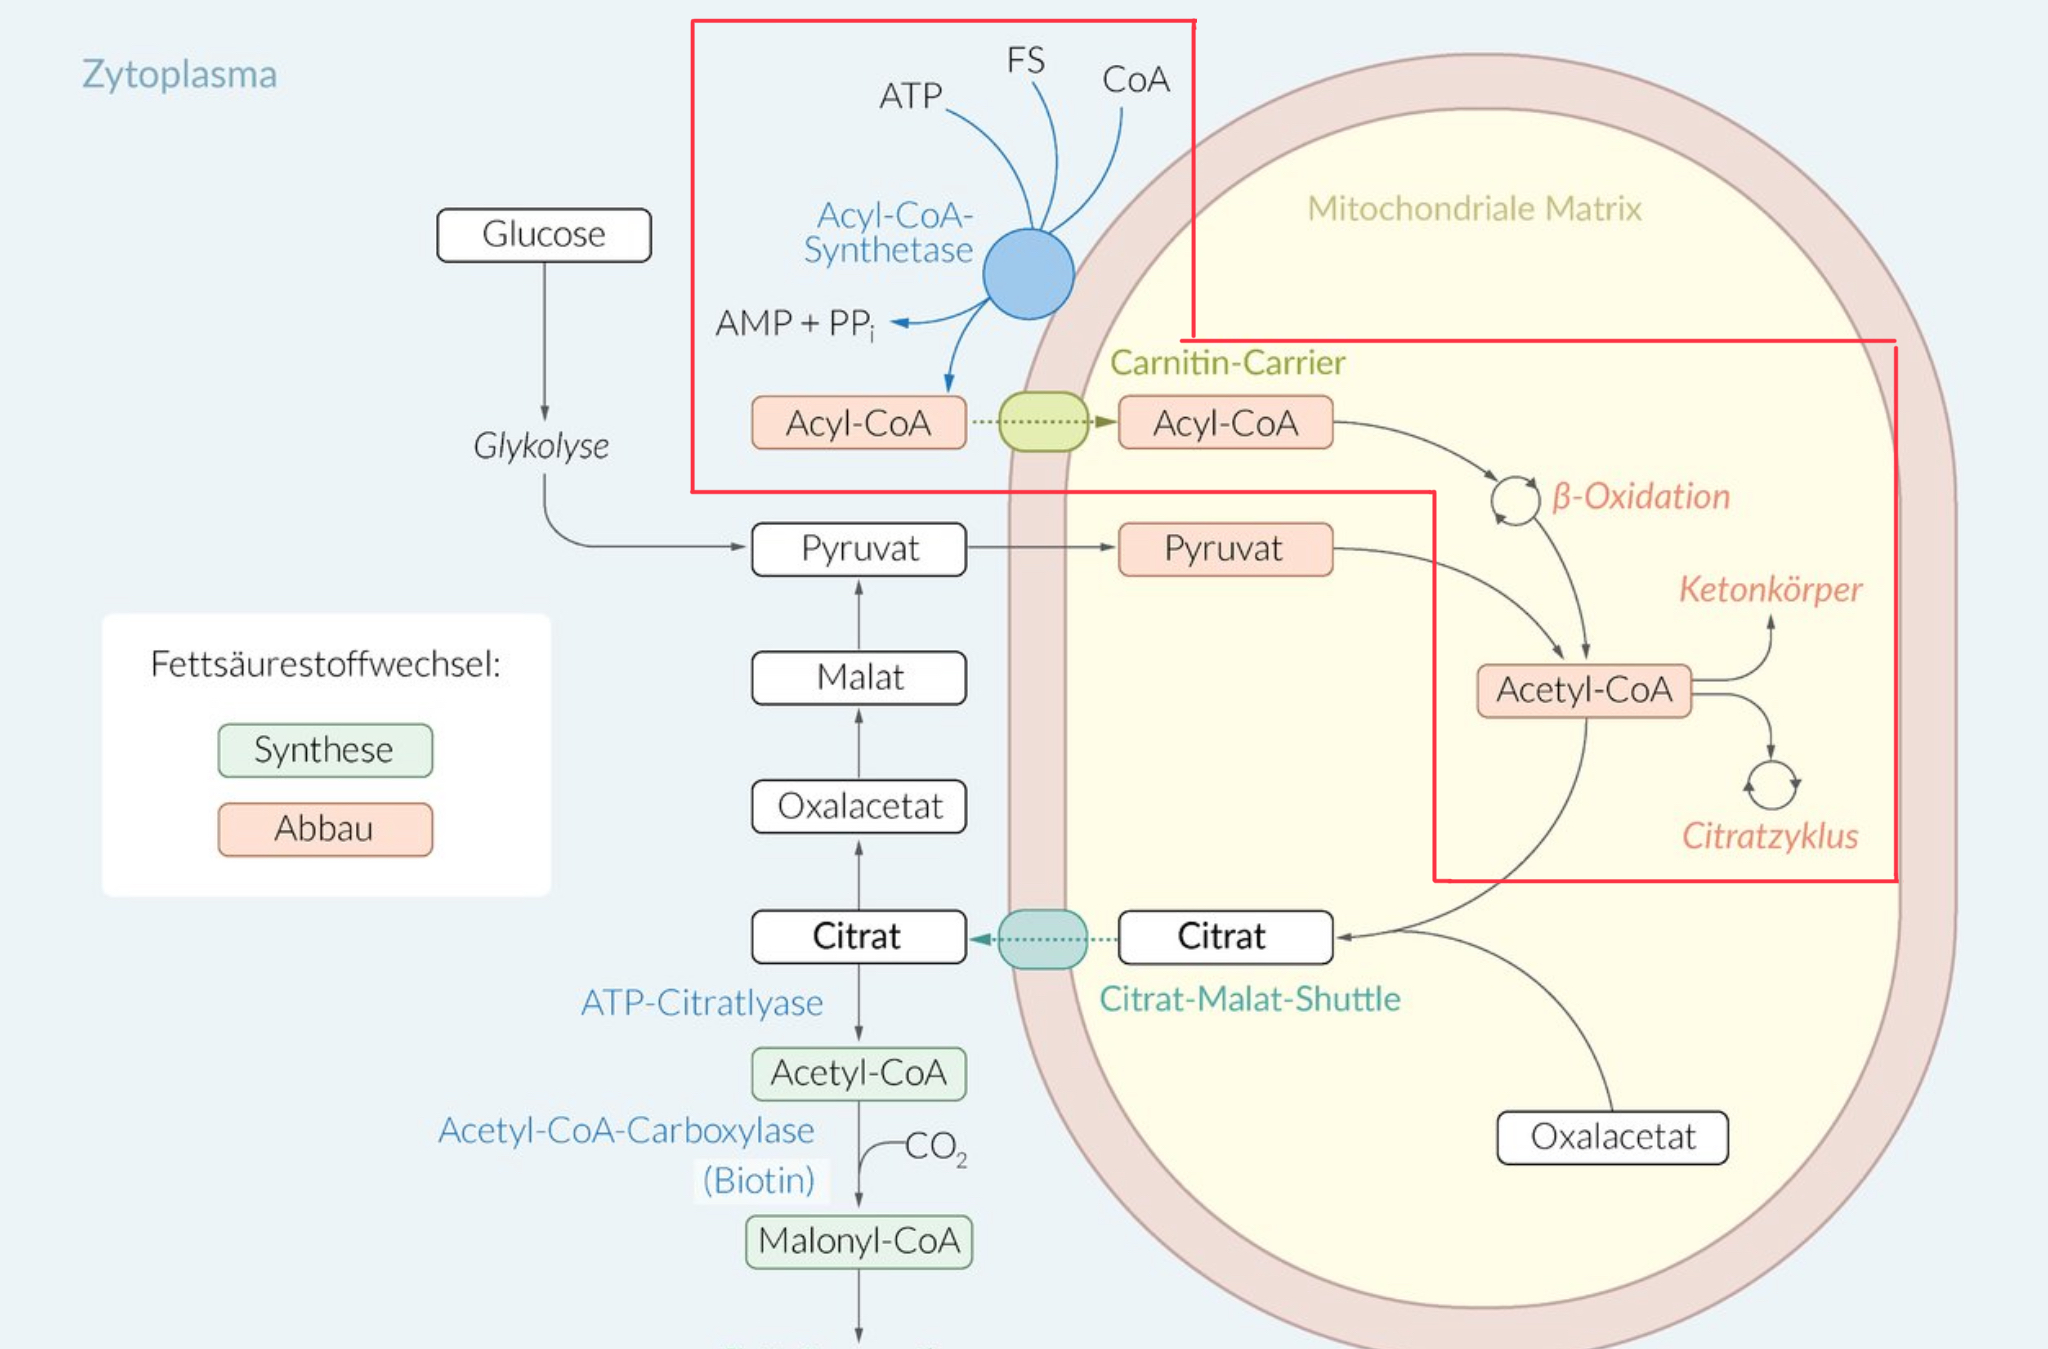 Zytoplasma
FS
ATP
CoA
Mitochondriale Matrix
Acyl-CoA-
Synthetase
Glucose
AMP + PPi
Carnitin-Carrier
Acyl-CoA
Acyl-CoA
Glykolyse
β-Oxidation
Pyruvat
Pyruvat
Ketonkörper
Fettsäurestoffwechsel:
Malat
Acetyl-CoA
Synthese
Oxalacetat
Abbau
Citratzyklus
Citrat
Citrat
ATP-Citratlyase
Citrat-Malat-Shuttle
Acetyl-CoA
Acetyl-CoA-Carboxylase
(Biotin)
CO2
Oxalacetat
Malonyl-CoA